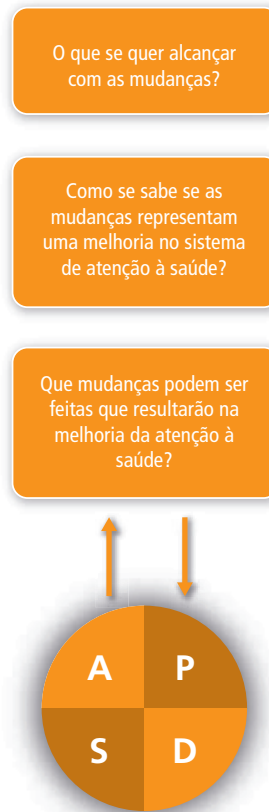 O que se quer alcançar
com as mudanças?
Como se sabe se as
mudanças representam
uma melhoria no sistema
de atenção à saúde?
Que mudanças podem ser
feitas que resultarão na
melhoria da atenção à
saúde?
A P
S D